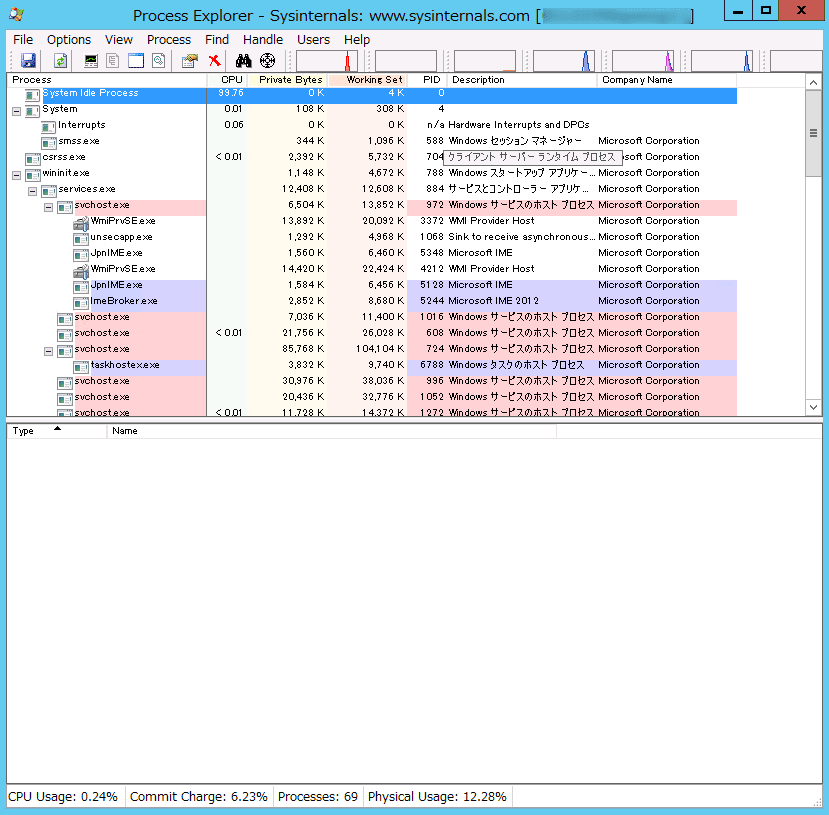 Process Explorer - Sysinternals: www.sysinternals.com [ ]
File Options View Process Find Handle Users Help
Process CPU Private Bytes Working Set PID Description Company Name
System Idle Process 99.76 0 K 4 K 0
System 0.01 108 K 308 K 4
Interrupts 0.06 0 K 0 K n/a Hardware Interrupts and DPCs
smss.exe 344 K 1,096 K 588 Windows セッション マネージャー Microsoft Corporation
csrss.exe < 0.01 2,392 K 5,732 K 704 クライアント サーバー ランタイム プロセス Microsoft Corporation
wininit.exe 1,148 K 4,672 K 788 Windows スタートアップ アプリケー... Microsoft Corporation
services.exe 12,408 K 12,608 K 884 サービスとコントローラー アプリケ... Microsoft Corporation
svchost.exe 6,504 K 13,852 K 972 Windows サービスのホスト プロセス Microsoft Corporation
WmiPrvSE.exe 13,892 K 20,092 K 3372 WMI Provider Host Microsoft Corporation
unsecapp.exe 1,292 K 4,968 K 1068 Sink to receive asynchronous... Microsoft Corporation
JpnIME.exe 1,560 K 6,460 K 5348 Microsoft IME Microsoft Corporation
WmiPrvSE.exe 14,420 K 22,424 K 4212 WMI Provider Host Microsoft Corporation
JpnIME.exe 1,584 K 6,456 K 5128 Microsoft IME Microsoft Corporation
ImeBroker.exe 2,852 K 8,680 K 5244 Microsoft IME 2012 Microsoft Corporation
svchost.exe 7,036 K 11,400 K 1016 Windows サービスのホスト プロセス Microsoft Corporation
svchost.exe < 0.01 21,756 K 26,028 K 608 Windows サービスのホスト プロセス Microsoft Corporation
svchost.exe 85,768 K 104,104 K 724 Windows サービスのホスト プロセス Microsoft Corporation
taskhostex.exe 3,832 K 9,740 K 6788 Windows タスクのホスト プロセス Microsoft Corporation
svchost.exe 30,976 K 38,036 K 996 Windows サービスのホスト プロセス Microsoft Corporation
svchost.exe 20,436 K 32,776 K 1052 Windows サービスのホスト プロセス Microsoft Corporation
svchost.exe < 0.01 11,728 K 14,372 K 1272 Windows サービスのホスト プロセス Microsoft Corporation
Type Name
CPU Usage: 0.24% Commit Charge: 6.23% Processes: 69 Physical Usage: 12.28%